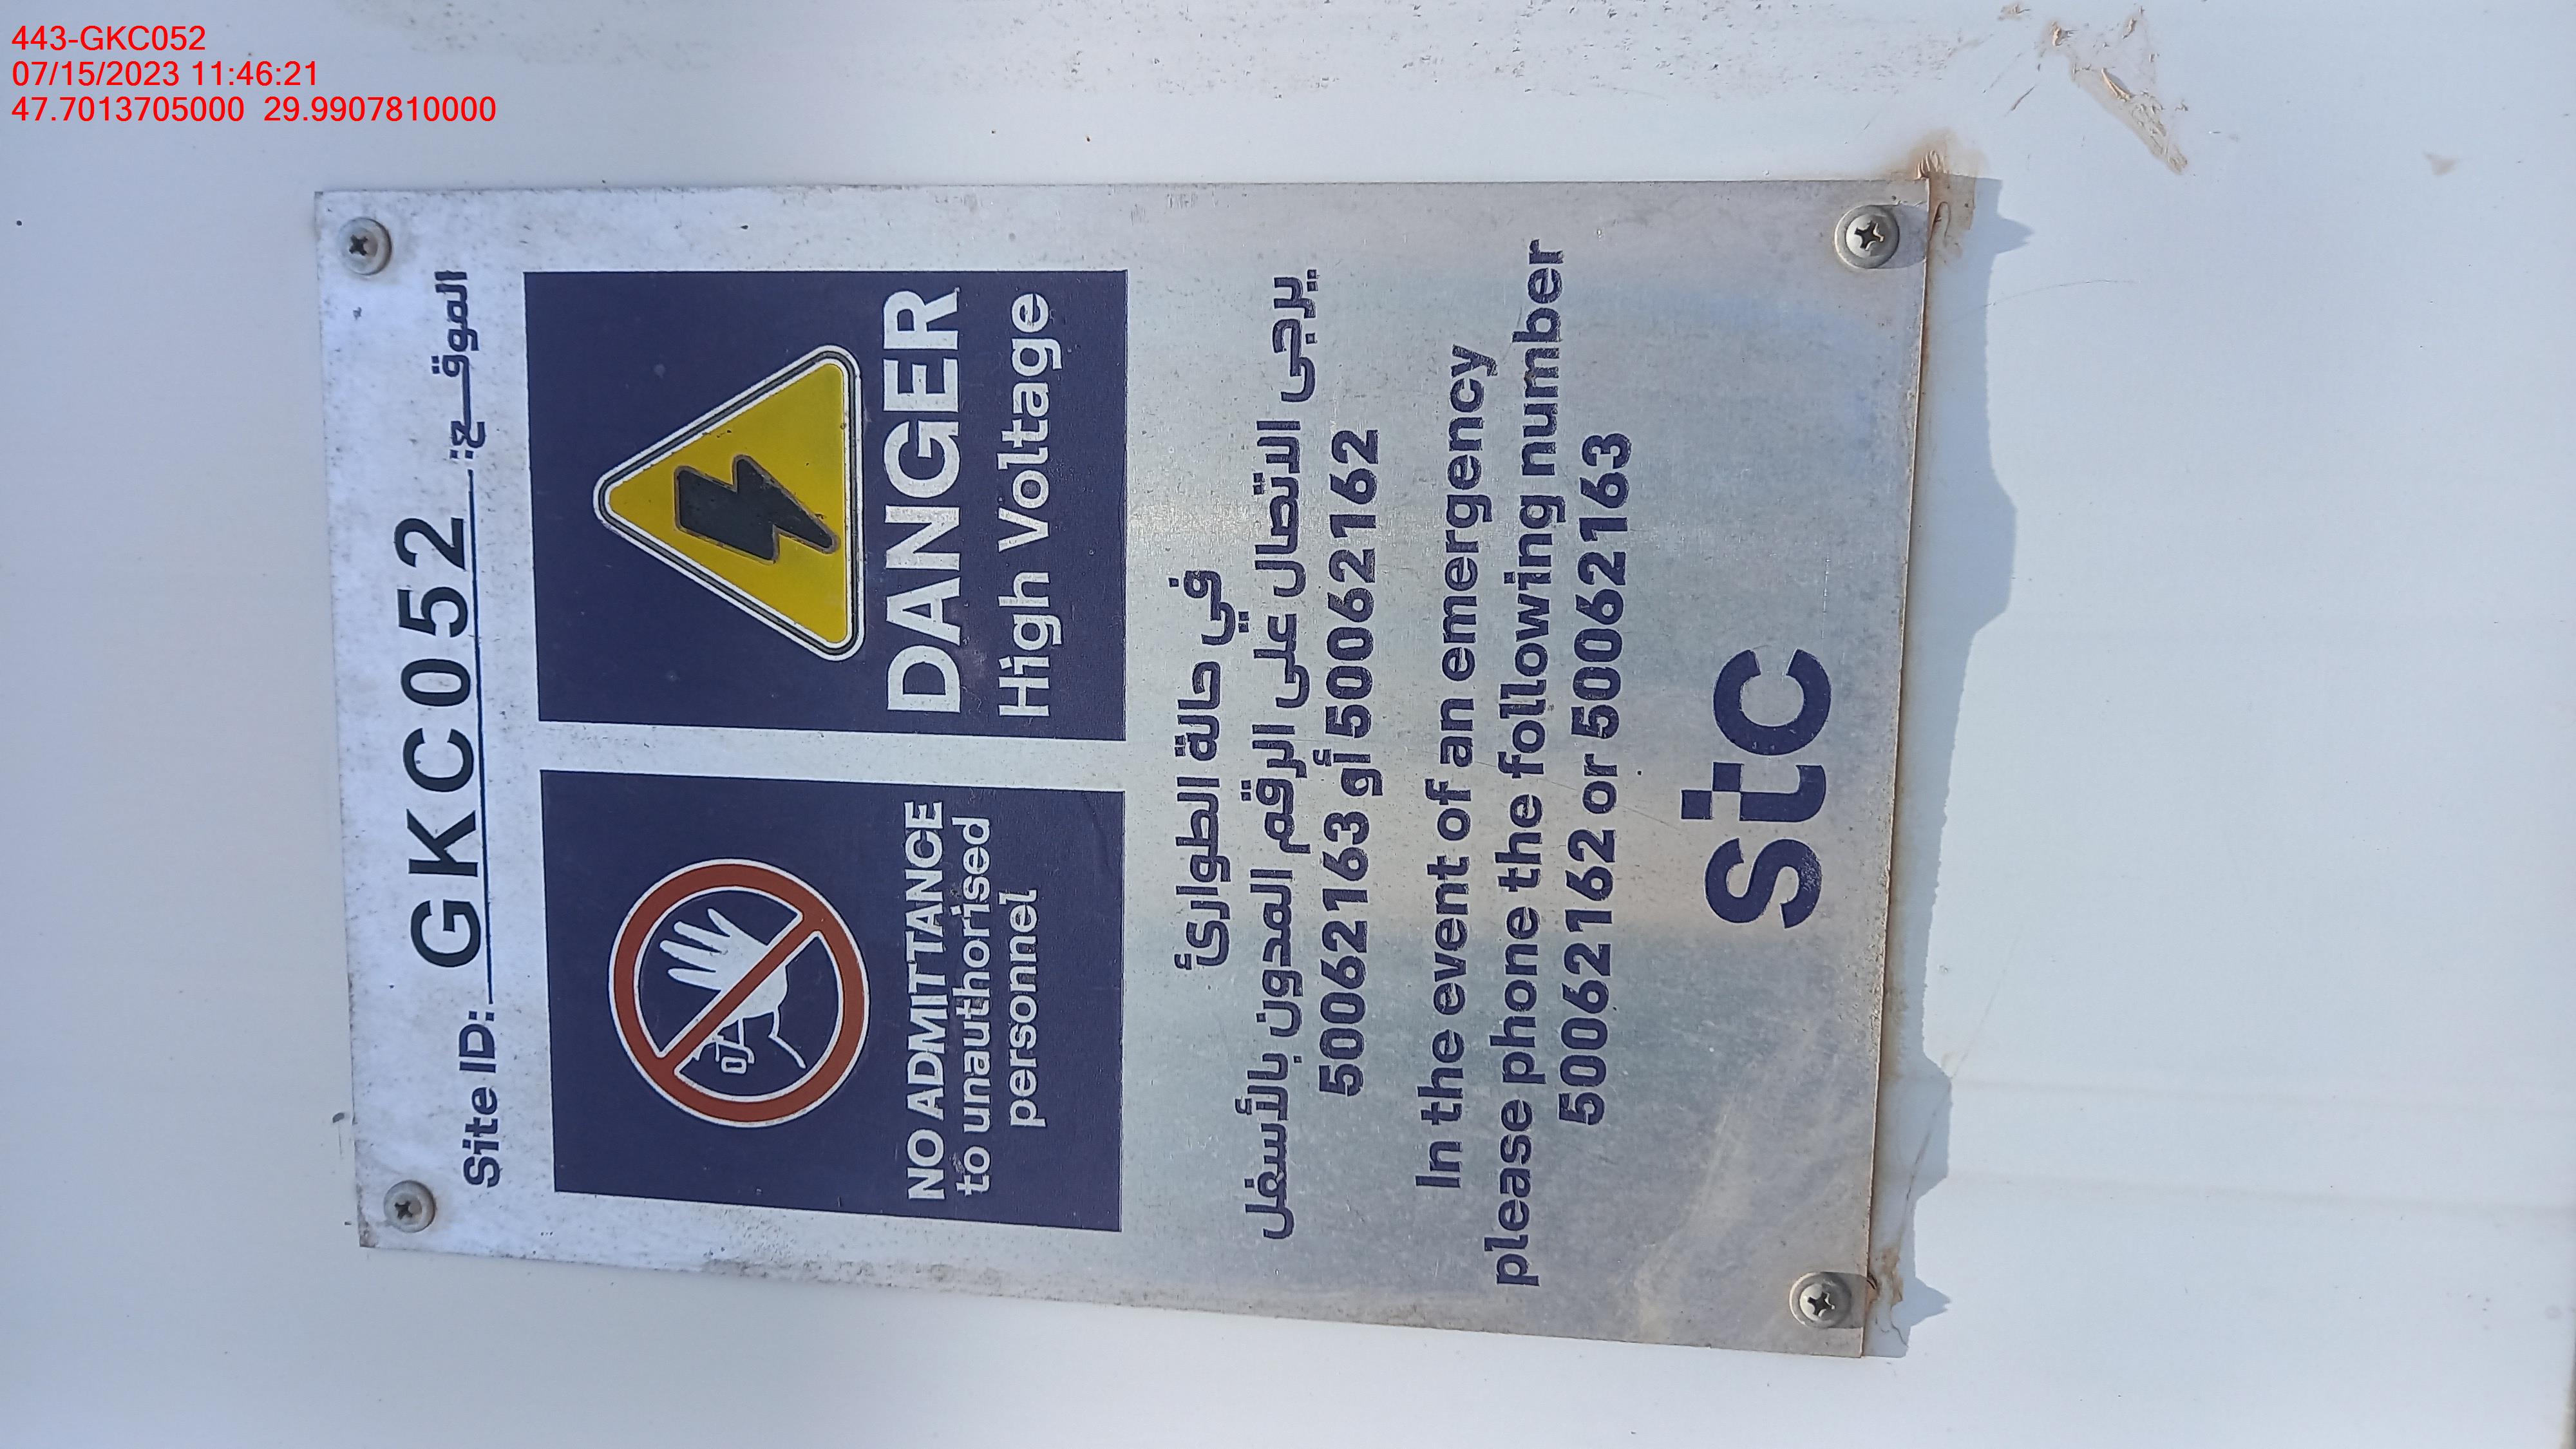 443-GKC052
07/15/2023 11:46:21
47.7013705000 29.9907810000
Site ID: GKC052 الموقـــع:
NO ADMITTANCE
to unauthorised
personnel
DANGER
High Voltage
في حالة الطوارئ
يرجى الاتصال على الرقم المدون بالأسفل
50062163 أو 50062162
In the event of an emergency
please phone the following number
50062162 or 50062163
stc